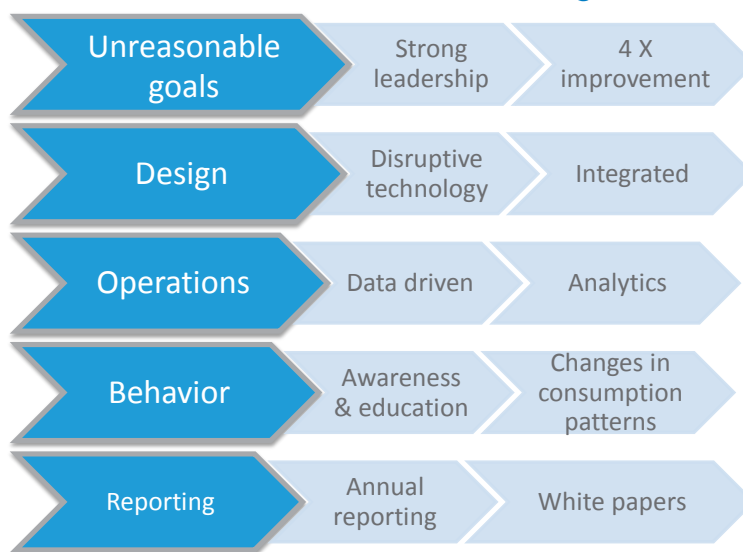 Unreasonable
goals
Strong
leadership
4 X
improvement
Design
Disruptive
technology
Integrated
Operations
Data driven
Analytics
Behavior
Awareness
& education
Changes in
consumption
patterns
Reporting
Annual
reporting
White papers